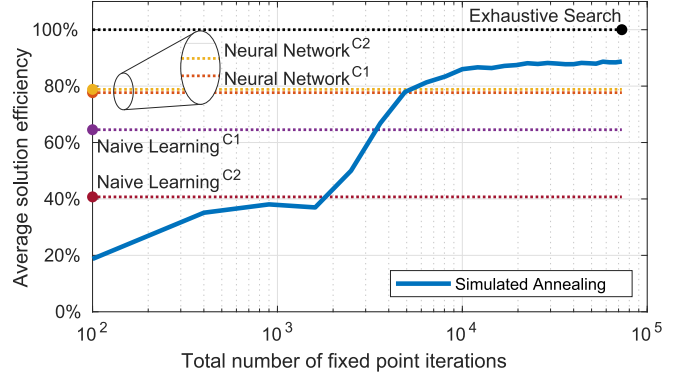 Exhaustive Search
100%
Neural Network C2
Neural Network C1
80%
60%
Naive Learning C1
Naive Learning C2
40%
20%
0%
Simulated Annealing
10^2
10^3
10^4
10^5
Average solution efficiency
Total number of fixed point iterations